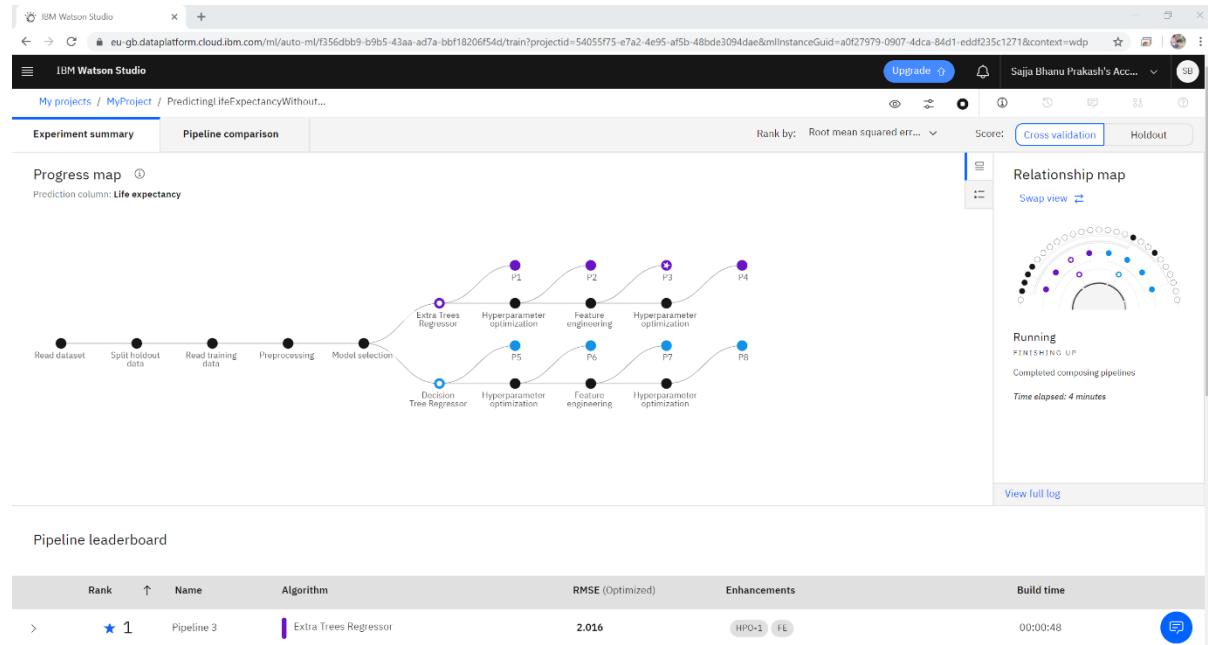 IBM Watson Studio
eu-gb.dataplatform.cloud.ibm.com/ml/auto-ml/f356dbb9-b9b5-43aa-ad7a-bbf18206f54d/train?projectid=54055f75-e7a2-4e95-af5b-48bde3094dae&mlInstanceGuid=a0f27979-0907-4dca-84d1-eddf235c1271&context=wdp
IBM Watson Studio
Upgrade
Sajja Bhanu Prakash's Acc...
SB
My projects / MyProject / PredictingLifeExpectancyWithout...
Experiment summary
Pipeline comparison
Rank by: Root mean squared err...
Score: Cross validation Holdout
Progress map
Prediction column: Life expectancy
P1 P2 P3 P4
Extra Trees Regressor
Hyperparameter optimization
Feature engineering
Hyperparameter optimization
Read dataset
Split holdout data
Read training data
Preprocessing
Model selection
P5 P6 P7 P8
Decision Tree Regressor
Hyperparameter optimization
Feature engineering
Hyperparameter optimization
Relationship map
Swap view
Running
FINISHING UP
Completed composing pipelines
Time elapsed: 4 minutes
View full log
Pipeline leaderboard
Rank Name Algorithm RMSE (Optimized) Enhancements Build time
1 Pipeline 3 Extra Trees Regressor 2.016 HPO-1 FE 00:00:48